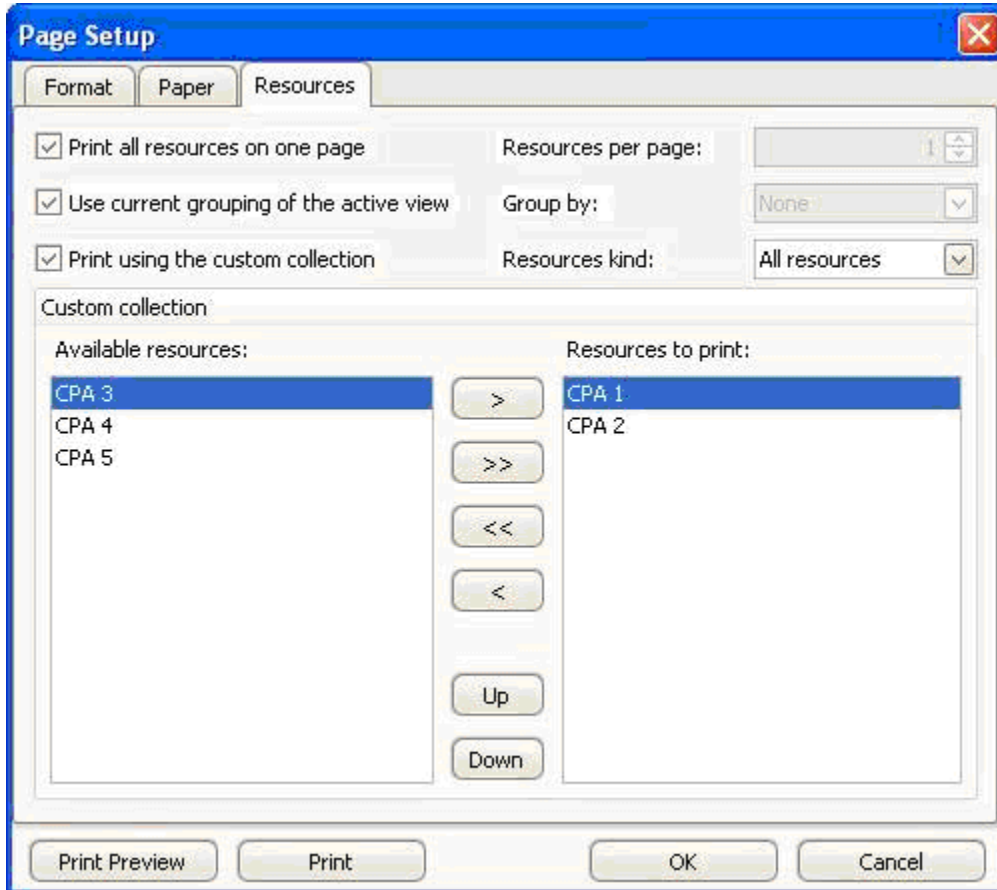 Page Setup
Format Paper Resources
Print all resources on one page Resources per page: 1
Use current grouping of the active view Group by: None
Print using the custom collection Resources kind: All resources
Custom collection
Available resources: Resources to print:
CPA 3 > CPA 1
CPA 4 CPA 2
CPA 5 >>
<<
<
Up
Down
Print Preview Print OK Cancel